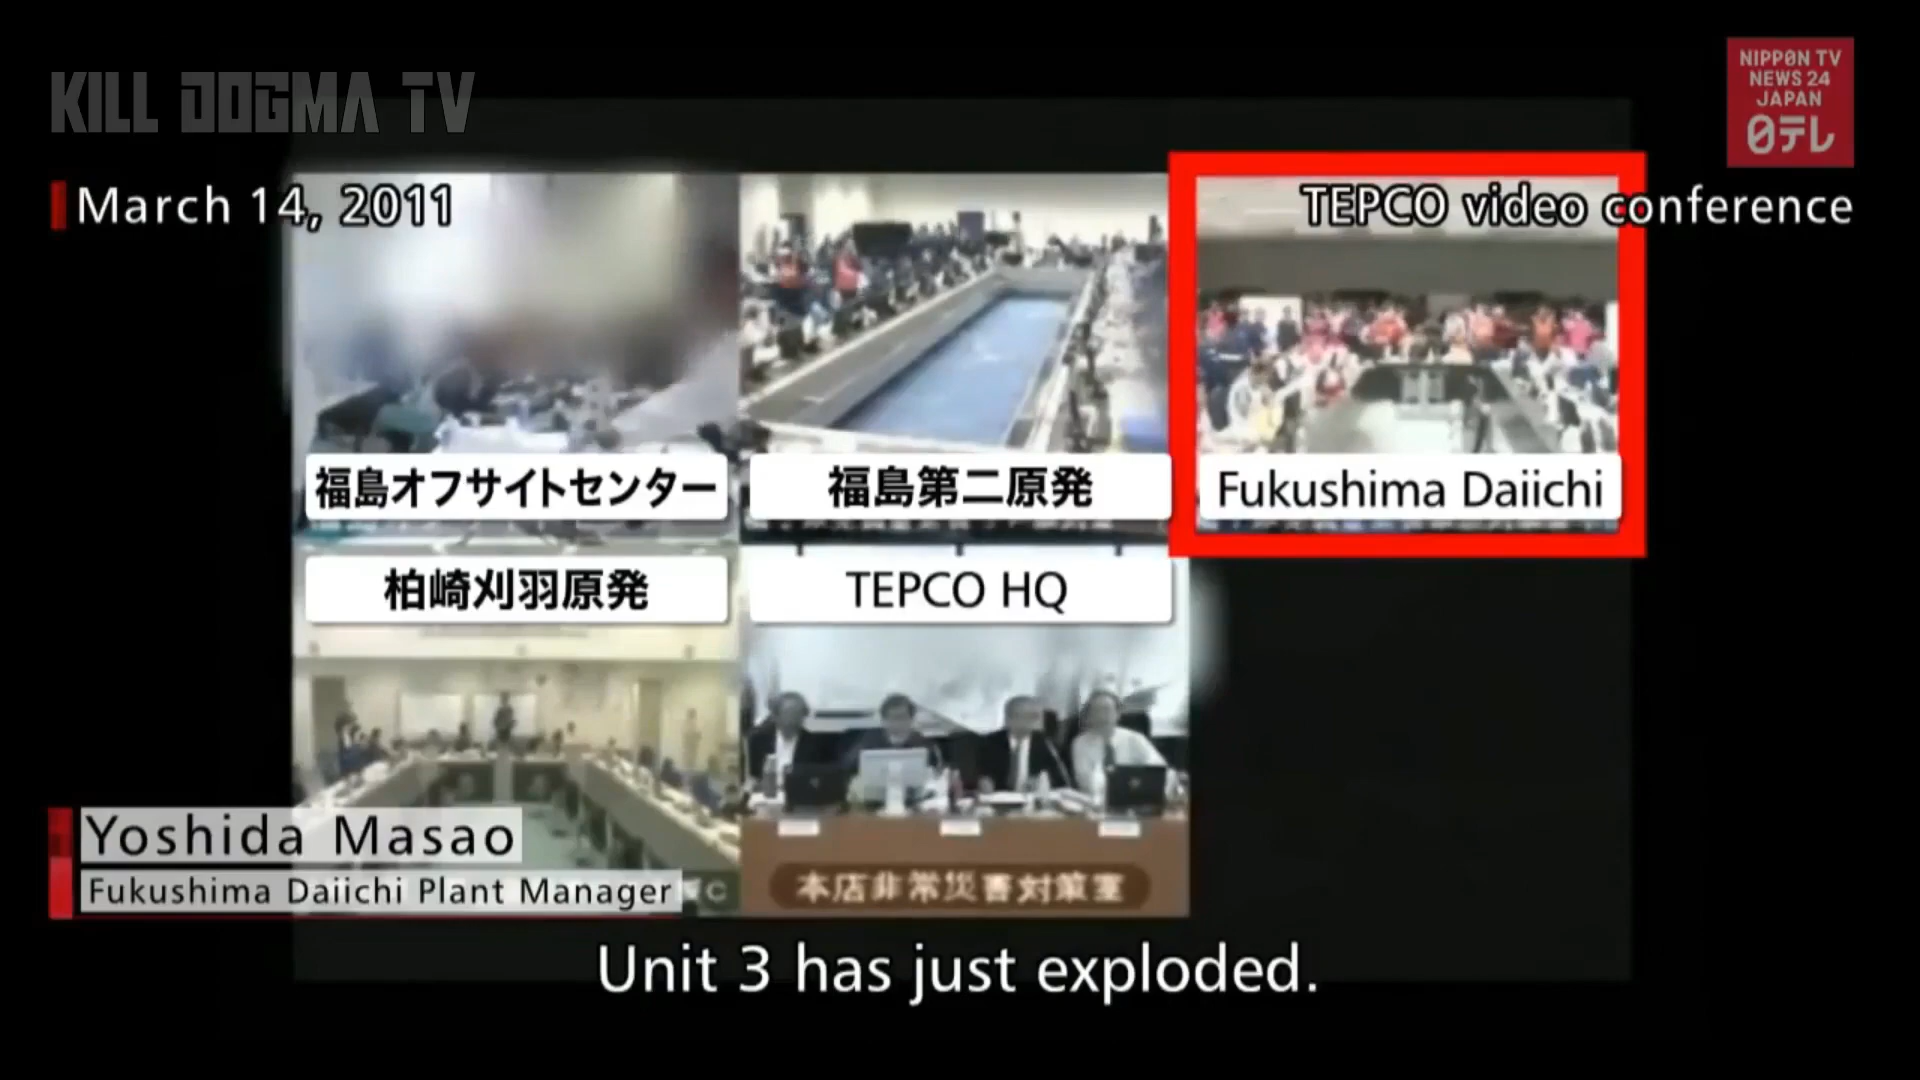 KILL DOGMA TV
NIPPON TV
NEWS 24
JAPAN
日テレ
March 14, 2011
TEPCO video conference
福島オフサイトセンター
福島第二原発
Fukushima Daiichi
柏崎刈羽原発
TEPCO HQ
Yoshida Masao
Fukushima Daiichi Plant Manager
本店非常災害対策室
Unit 3 has just exploded.